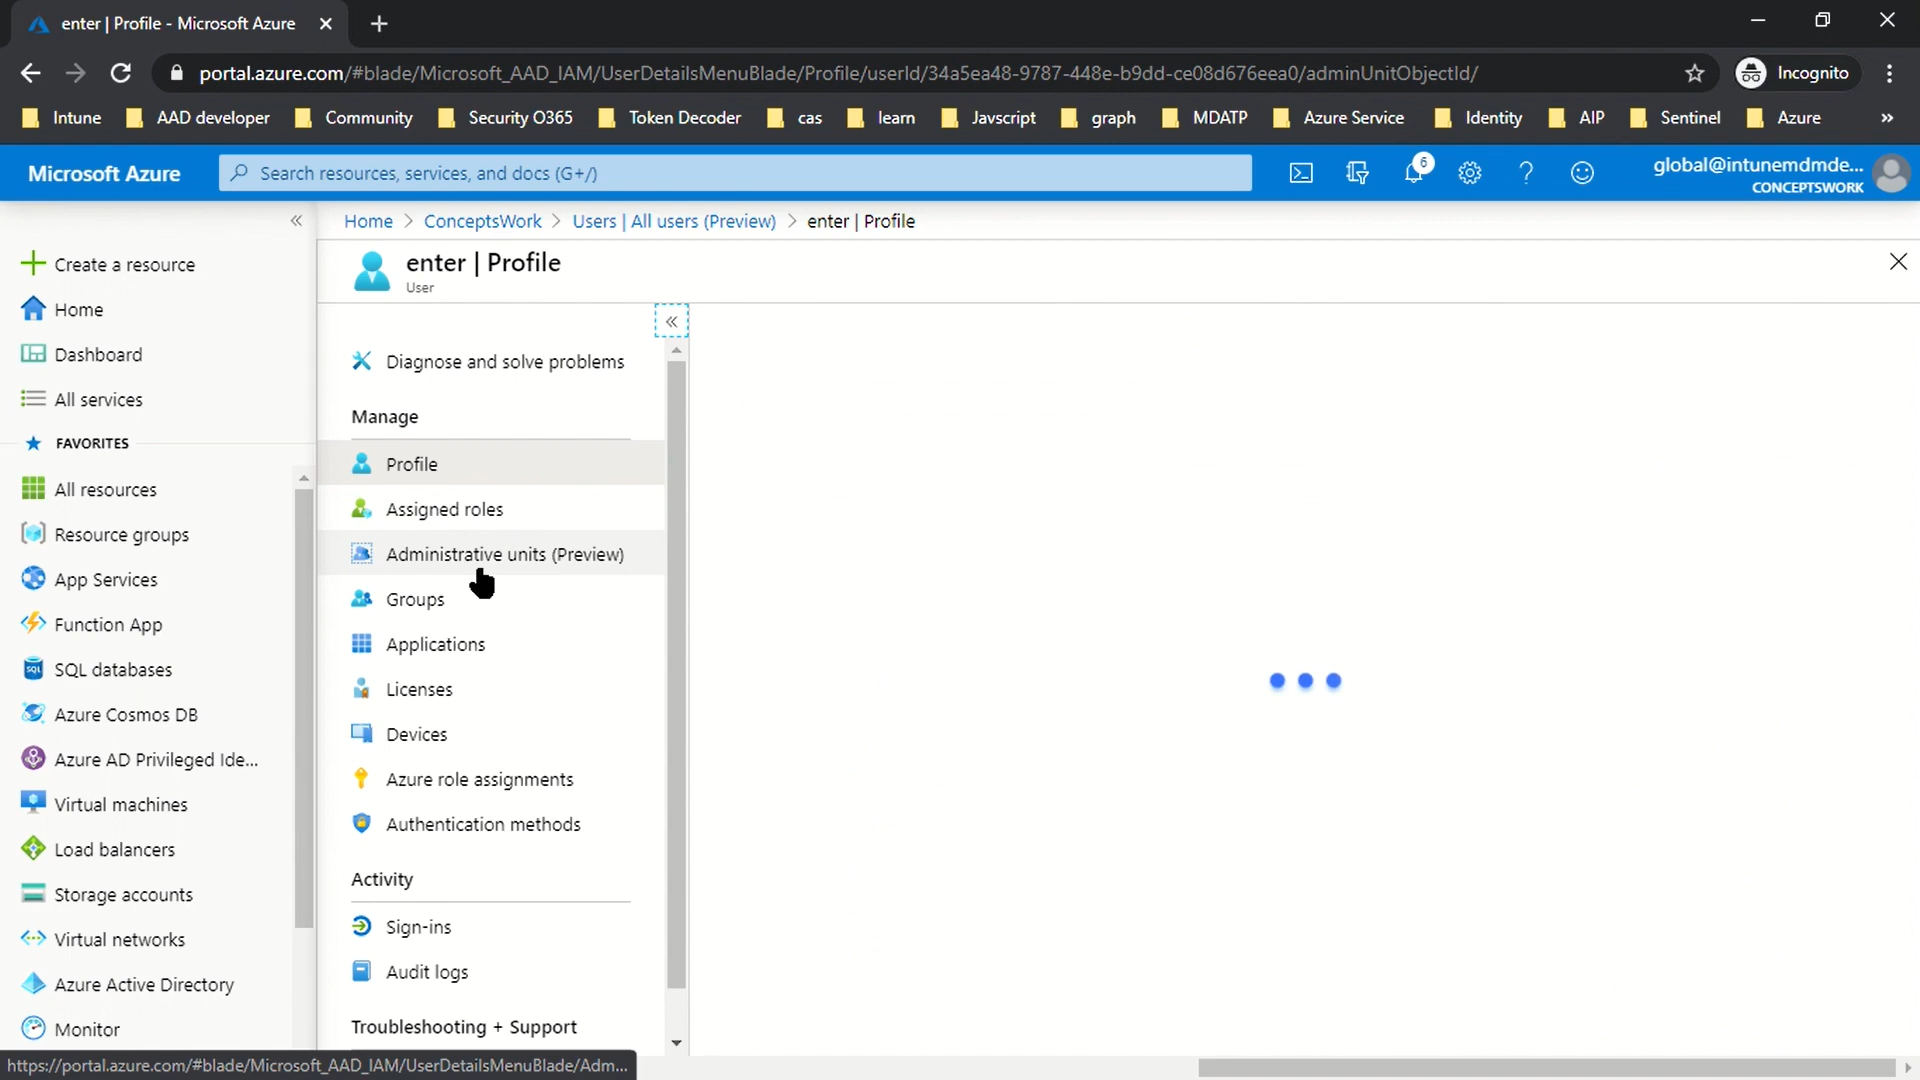 enter | Profile - Microsoft Azure
portal.azure.com/#blade/Microsoft_AAD_IAM/UserDetailsMenuBlade/Profile/userId/34a5ea48-9787-448e-b9dd-ce08d676eea0/adminUnitObjectId/
Incognito
Intune
AAD developer
Community
Security O365
Token Decoder
cas
learn
Javscript
graph
MDATP
Azure Service
Identity
AIP
Sentinel
Azure
»
Microsoft Azure
Search resources, services, and docs (G+/)
6
?
global@intunemdmde...
CONCEPTSWORK
«
Create a resource
Home
Dashboard
All services
FAVORITES
All resources
Resource groups
App Services
Function App
SQL
SQL databases
Azure Cosmos DB
Azure AD Privileged Ide...
Virtual machines
Load balancers
Storage accounts
Virtual networks
Azure Active Directory
Monitor
https://portal.azure.com/#blade/Microsoft_AAD_IAM/UserDetailsMenuBlade/Adm...
Home > ConceptsWork > Users | All users (Preview) > enter | Profile
enter | Profile
User
«
Diagnose and solve problems
Manage
Profile
Assigned roles
Administrative units (Preview)
Groups
Applications
Licenses
Devices
Azure role assignments
Authentication methods
Activity
Sign-ins
Audit logs
Troubleshooting + Support